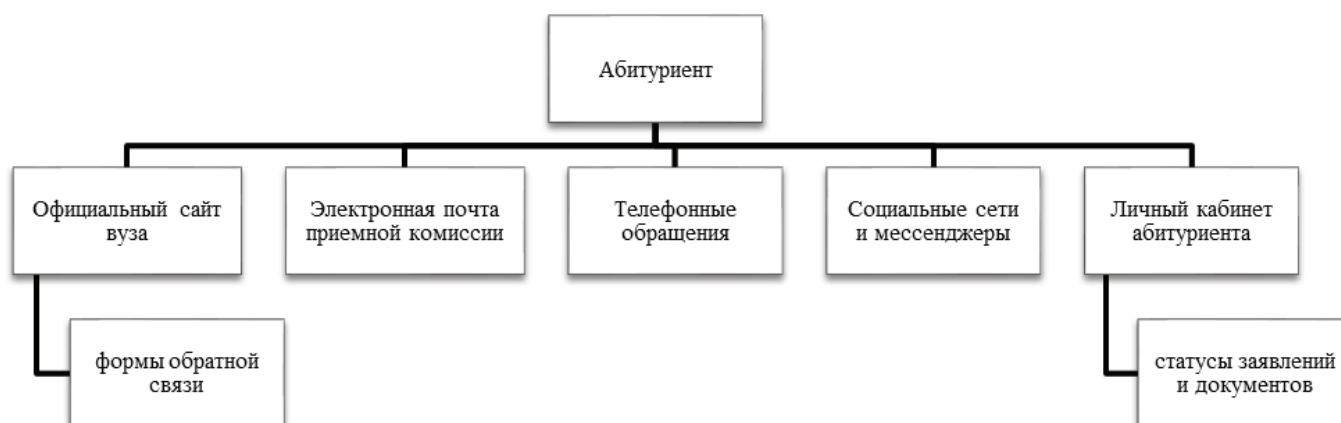 Абитуриент
Официальный сайт
вуза
Электронная почта
приемной комиссии
Телефонные
обращения
Социальные сети
и мессенджеры
Личный кабинет
абитуриента
формы обратной
связи
статусы заявлений
и документов